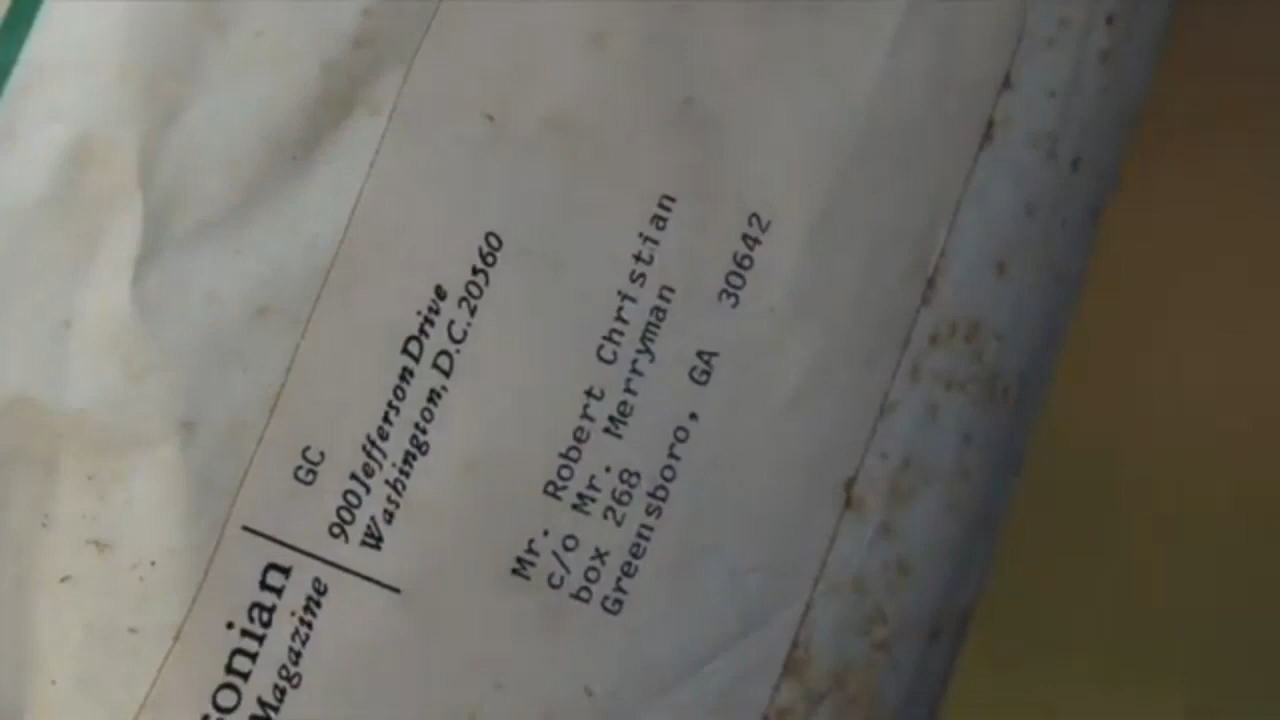 onian
Magazine
GC
900 Jefferson Drive
Washington, D.C. 20560
Mr. Robert Christian
c/o Mr. Merryman
box 268
Greensboro, GA 30642